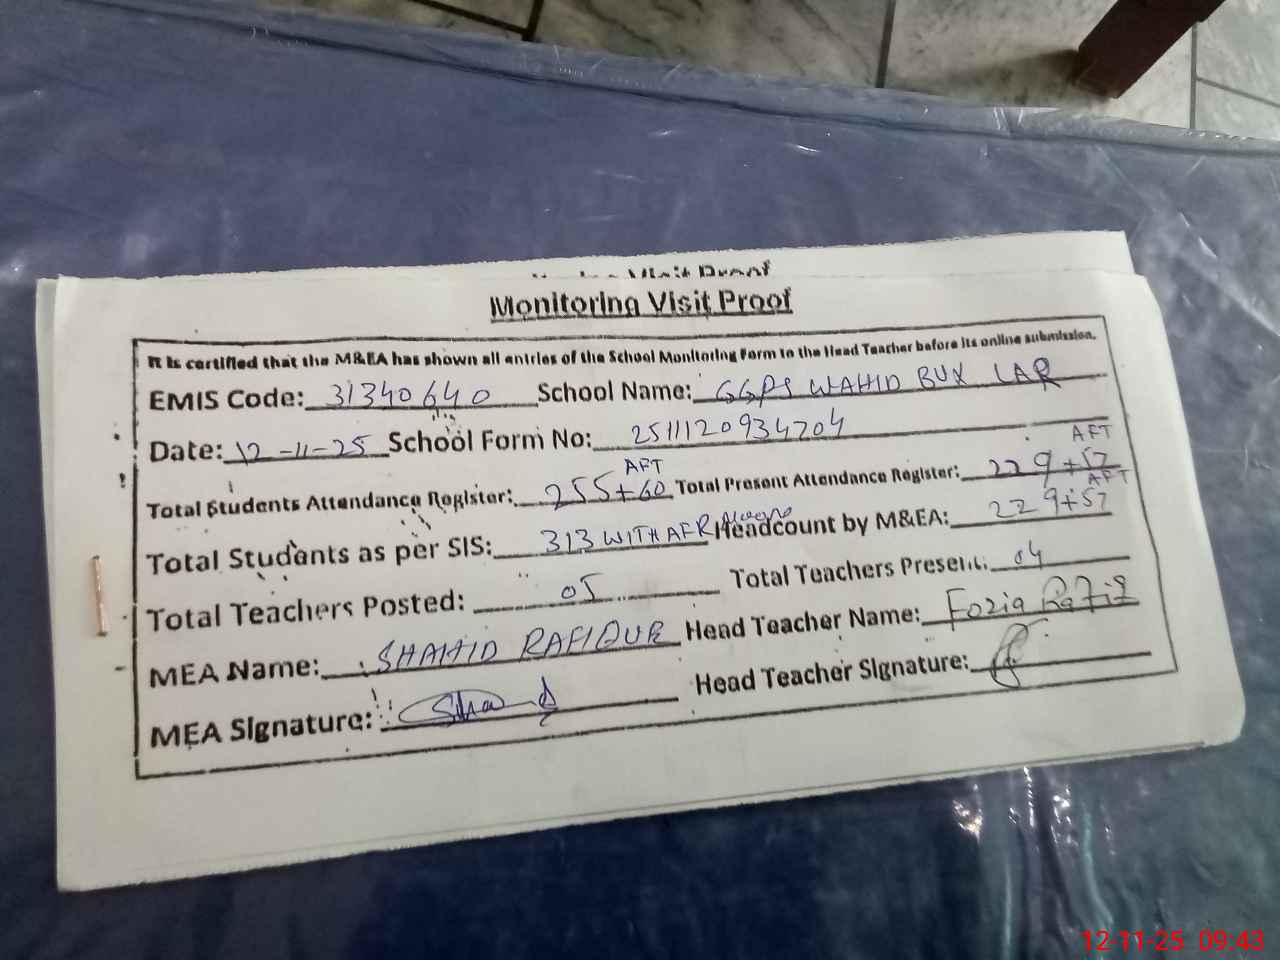 Visit Proof
Monitoring Visit Proof
It is certified that the M&EA has shown all entries of the School Monitoring Form to the Head Teacher before its online submission.
EMIS Code: 31340640 School Name: GGPS WAHID BUX LAR
Date: 12-11-25 School Form No: 2511120934704
Total Students Attendance Register: 255+60 AFT Total Present Attendance Register: 229+57 AFT
Total Students as per SIS: 313 WITH AFR Headcount by M&EA: 229+57 AFT
Total Teachers Posted: 05 Total Teachers Present: 04
MEA Name: SHAHID RAFIQUE Head Teacher Name: Fozia Rafiq
MEA Signature: Head Teacher Signature:
12-11-25 09:43